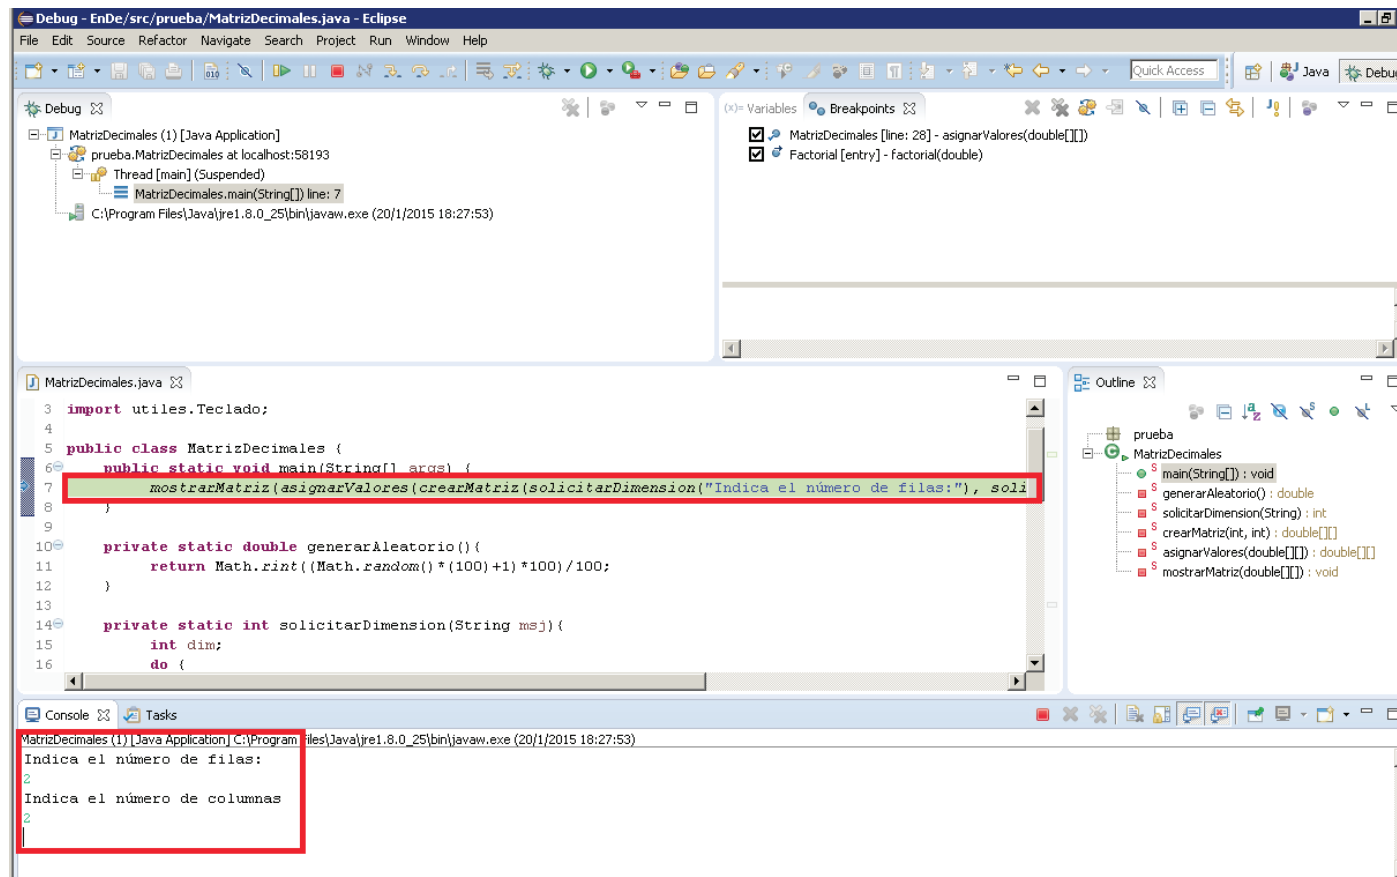 Debug - EnDe/src/prueba/MatrizDecimales.java - Eclipse
File Edit Source Refactor Navigate Search Project Run Window Help
Quick Access
Java
Debu
Debug
MatrizDecimales (1) [Java Application]
prueba.MatrizDecimales at localhost:58193
Thread [main] (Suspended)
MatrizDecimales.main(String[]) line: 7
C:\Program Files\Java\jre1.8.0_25\bin\javaw.exe (20/1/2015 18:27:53)
(x)= Variables Breakpoints
MatrizDecimales [line: 28] - asignarValores(double[][])
Factorial [entry] - factorial(double)
MatrizDecimales.java
3 import utiles.Teclado;
4
5 public class MatrizDecimales {
6 public static void main(String[] args) {
7 mostrarMatriz(asignarValores(crearMatriz(solicitarDimension("Indica el número de filas:"), soli
8 }
9
10 private static double generarAleatorio(){
11 return Math.rint((Math.random()*(100)+1)*100)/100;
12 }
13
14 private static int solicitarDimension(String msj){
15 int dim;
16 do {
Outline
prueba
MatrizDecimales
main(String[]) : void
generarAleatorio() : double
solicitarDimension(String) : int
crearMatriz(int, int) : double[][]
asignarValores(double[][]) : double[][]
mostrarMatriz(double[][]) : void
Console Tasks
MatrizDecimales (1) [Java Application] C:\Program Files\Java\jre1.8.0_25\bin\javaw.exe (20/1/2015 18:27:53)
Indica el número de filas:
2
Indica el número de columnas
2